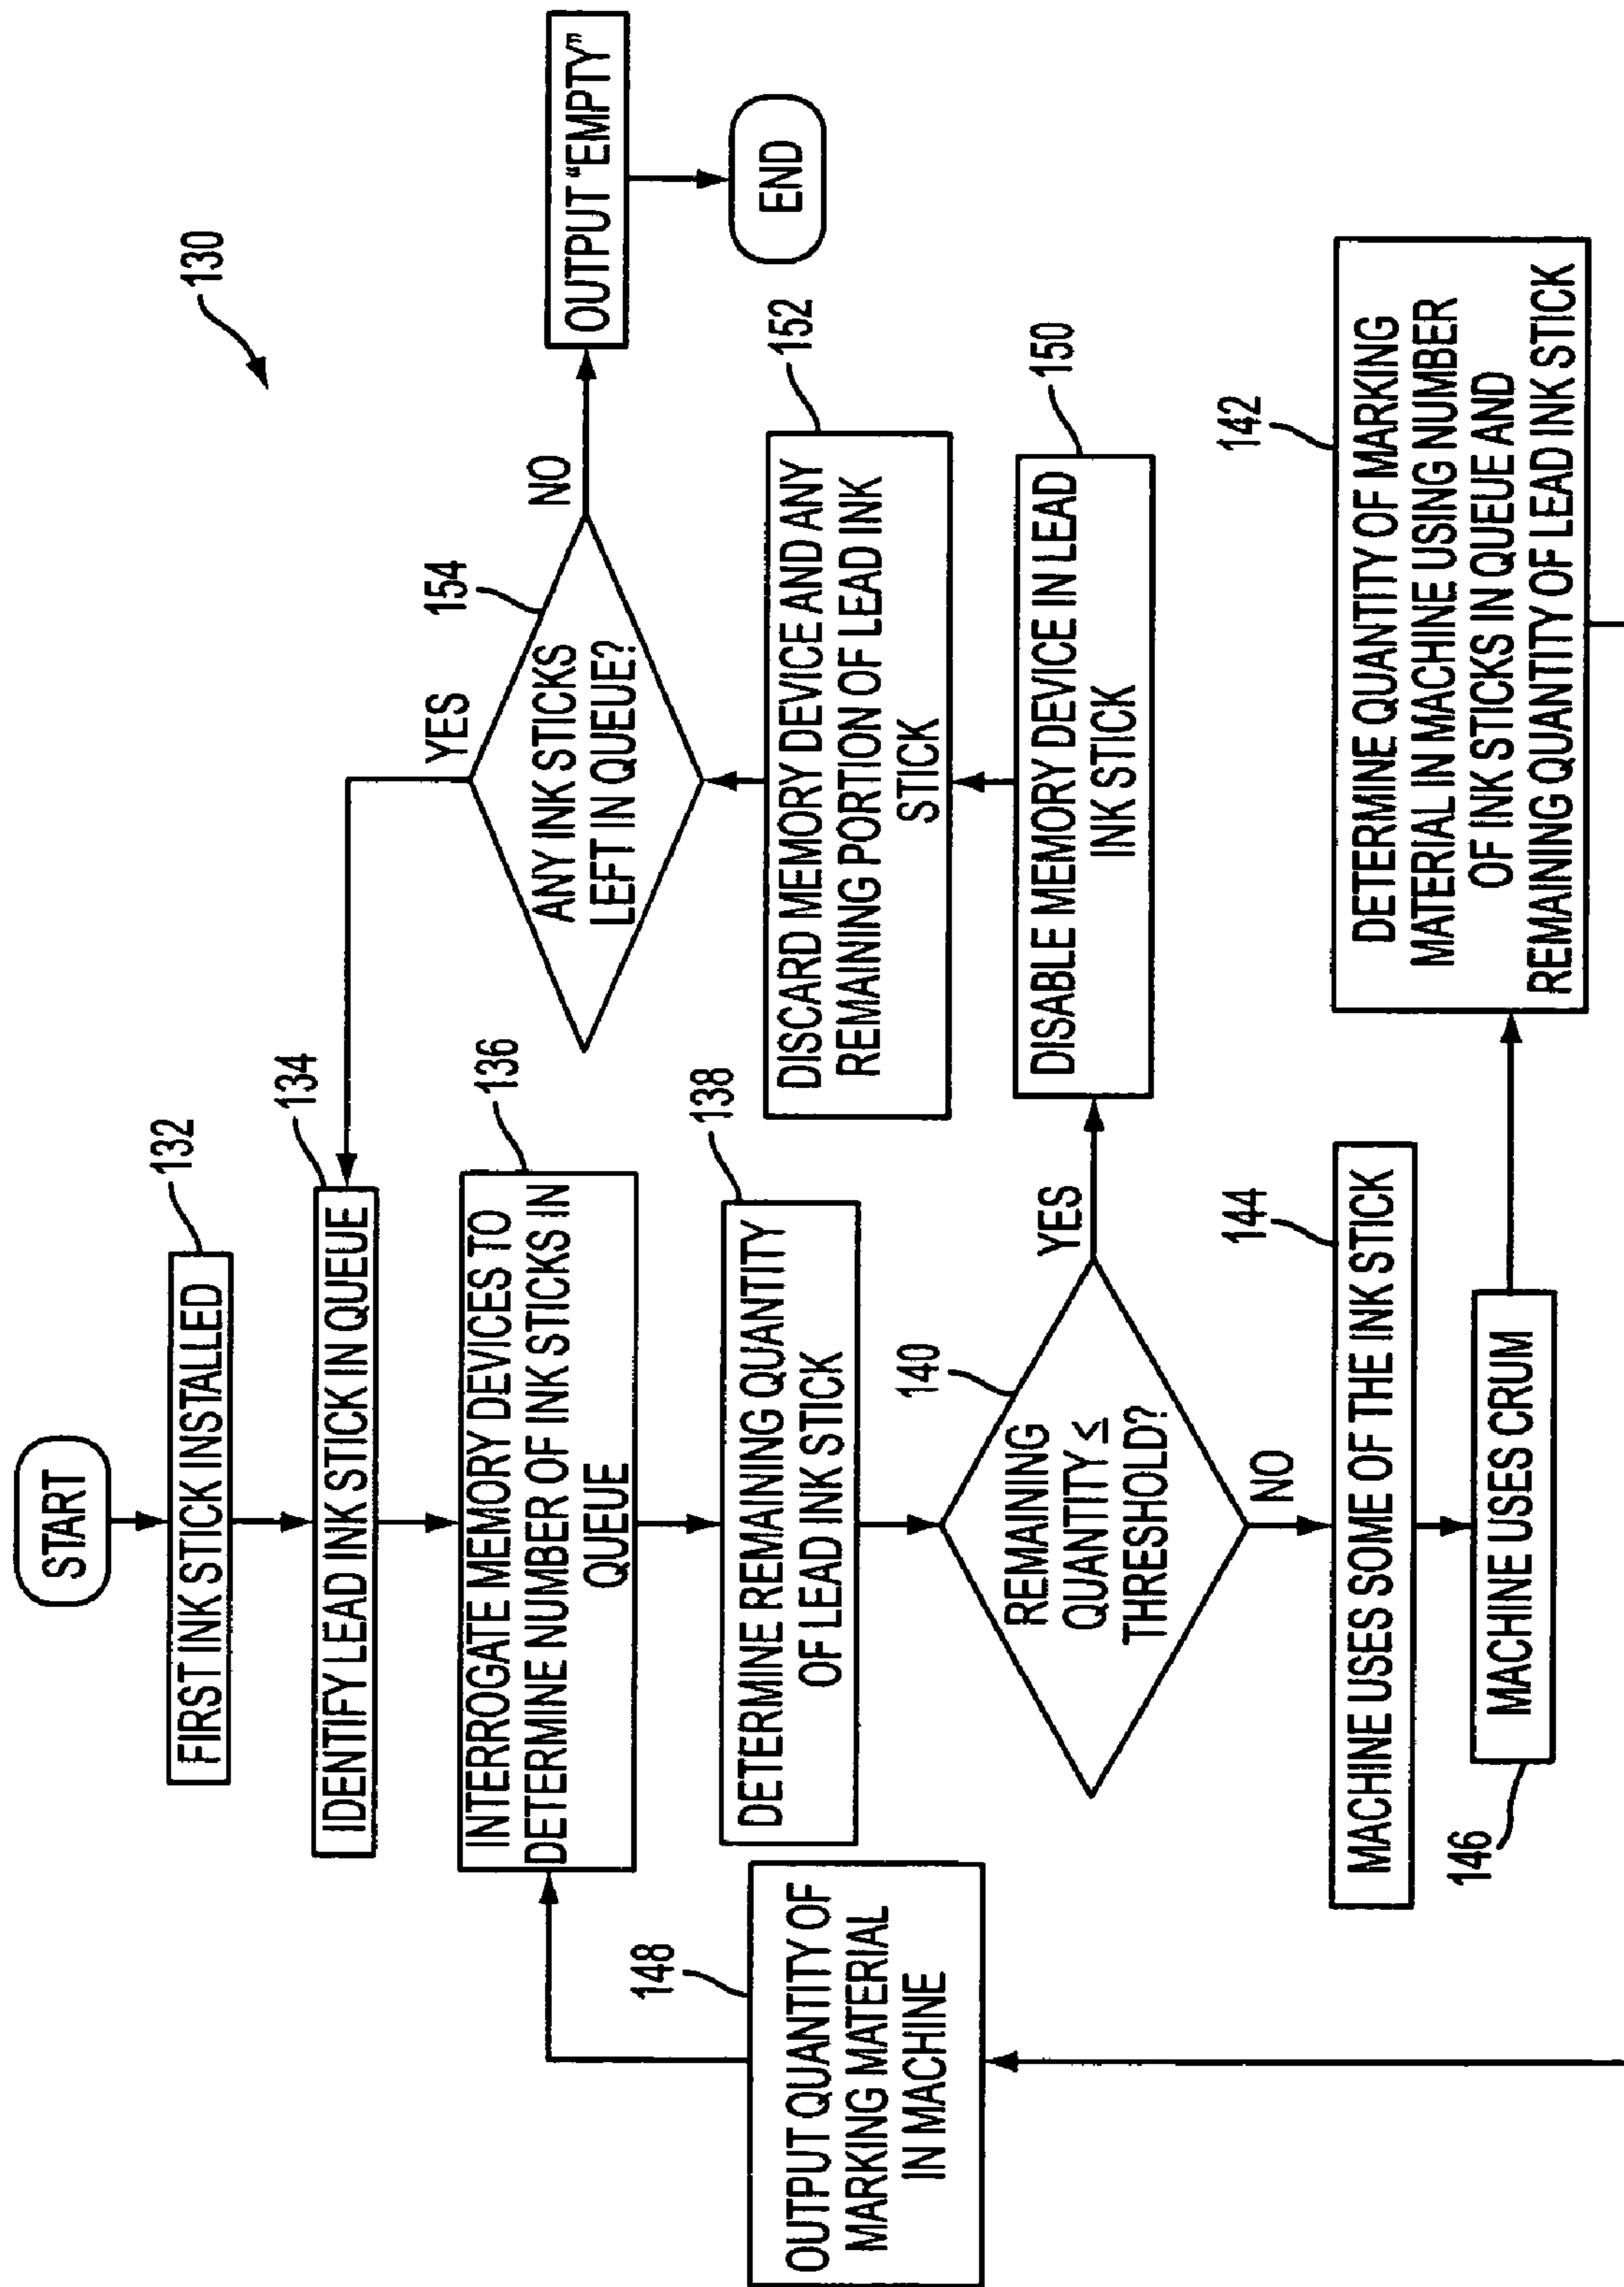 130
START
FIRST INK STICK INSTALLED
132
IDENTIFY LEAD INK STICK IN QUEUE
134
INTERROGATE MEMORY DEVICES TO
DETERMINE NUMBER OF INK STICKS IN
QUEUE
136
DETERMINE REMAINING QUANTITY
OF LEAD INK STICK
138
REMAINING
QUANTITY ≤
THRESHOLD?
140
YES
NO
MACHINE USES SOME OF THE INK STICK
144
MACHINE USES CRUM
146
DETERMINE QUANTITY OF MARKING
MATERIAL IN MACHINE USING NUMBER
OF INK STICKS IN QUEUE AND
REMAINING QUANTITY OF LEAD INK STICK
142
OUTPUT QUANTITY OF
MARKING MATERIAL
IN MACHINE
148
DISABLE MEMORY DEVICE IN LEAD
INK STICK
150
DISCARD MEMORY DEVICE AND ANY
REMAINING PORTION OF LEAD INK
STICK
152
ANY INK STICKS
LEFT IN QUEUE?
154
YES
NO
OUTPUT "EMPTY"
END